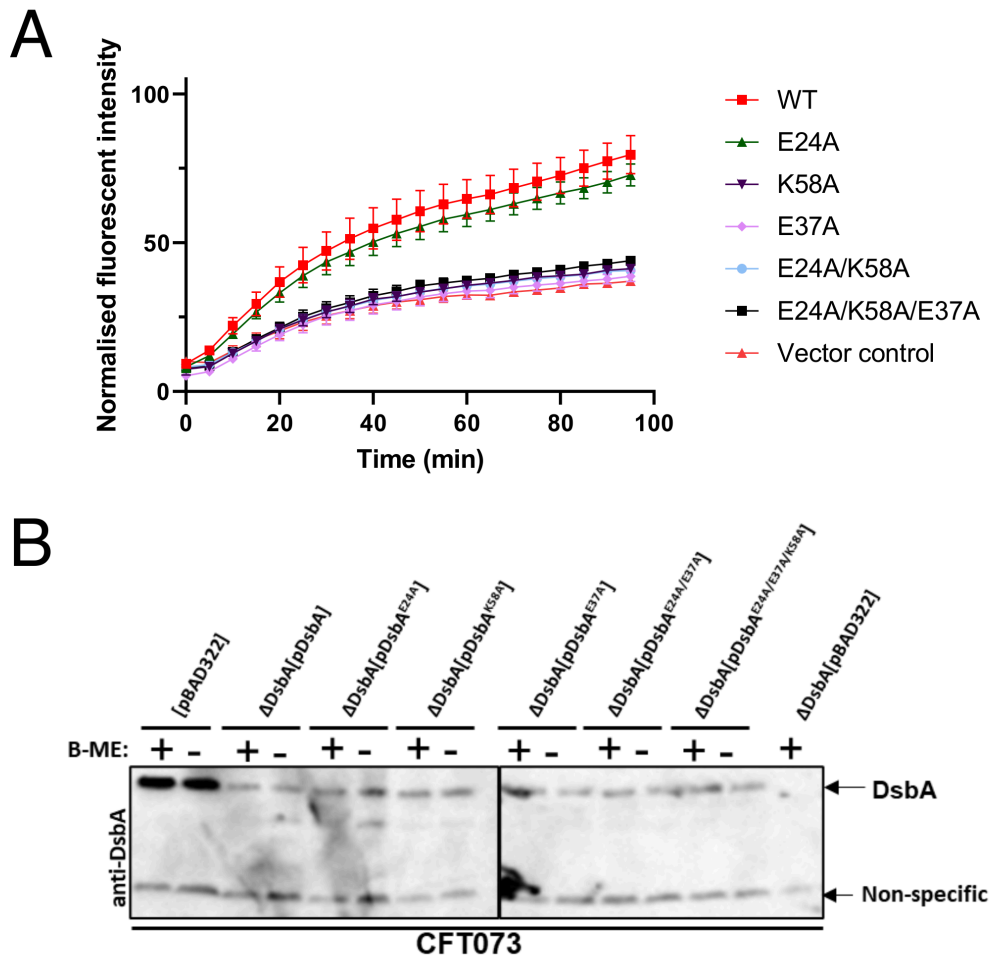 A
Normalised fluorescent intensity
100
50
0
0 20 40 60 80 100
Time (min)
WT
E24A
K58A
E37A
E24A/K58A
E24A/K58A/E37A
Vector control
B
[pBAD322]
ΔDsbA[pDsbA]
ΔDsbA[pDsbA^E24A]
ΔDsbA[pDsbA^K58A]
ΔDsbA[pDsbA^E37A]
ΔDsbA[pDsbA^E24A/E37A]
ΔDsbA[pDsbA^E24A/E37A/K58A]
ΔDsbA[pBAD322]
B-ME: + - + - + - + - + - + - + - +
anti-DsbA
DsbA
Non-specific
CFT073